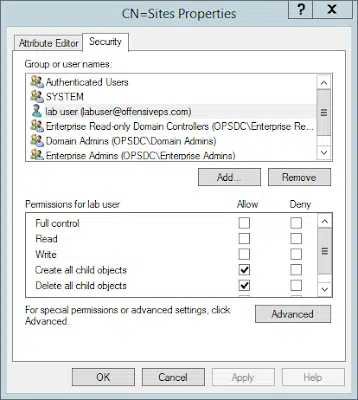 CN=Sites Properties
?
Attribute Editor Security
Group or user names:
Authenticated Users
SYSTEM
lab user (labuser@offensiveps.com)
Enterprise Read-only Domain Controllers (OPSDC\Enterprise Re...
Domain Admins (OPSDC\Domain Admins)
Enterprise Admins (OPSDC\Enterprise Admins)
Add... Remove
Permissions for lab user Allow Deny
Full control
Read
Write
Create all child objects
Delete all child objects
For special permissions or advanced settings, click
Advanced.
Advanced
OK Cancel Apply Help